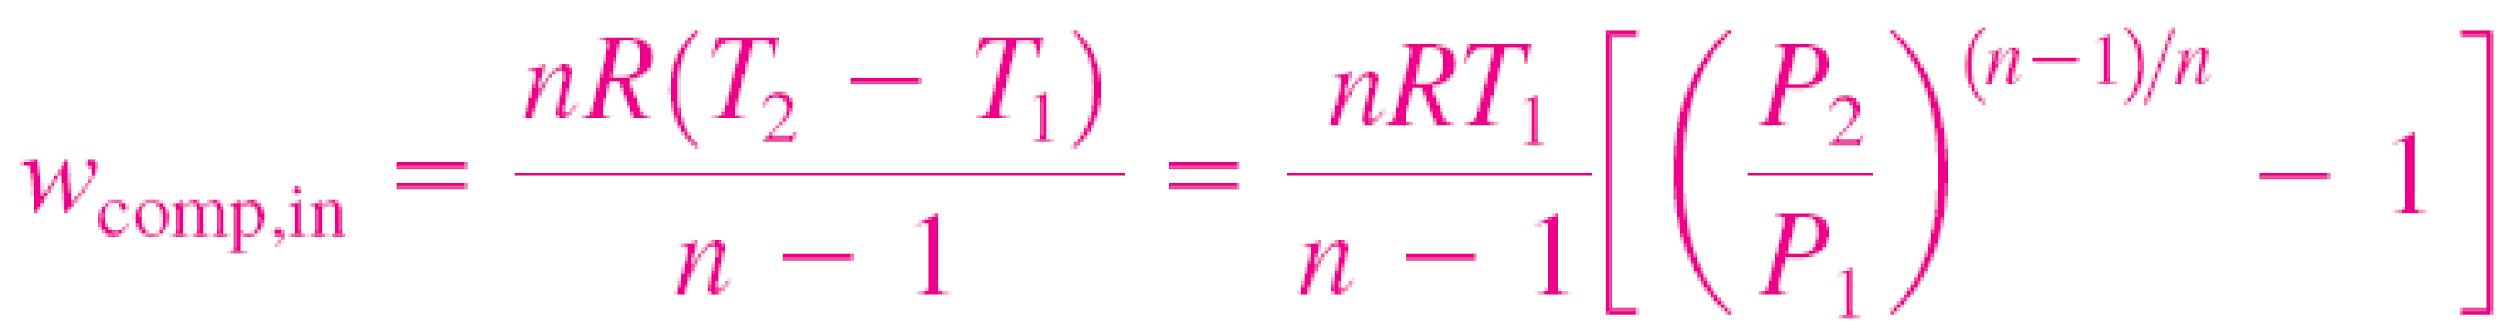 w_comp,in = nR(T_2 − T_1)/(n − 1) = nRT_1/(n − 1) [(P_2/P_1)^((n−1)/n) − 1]